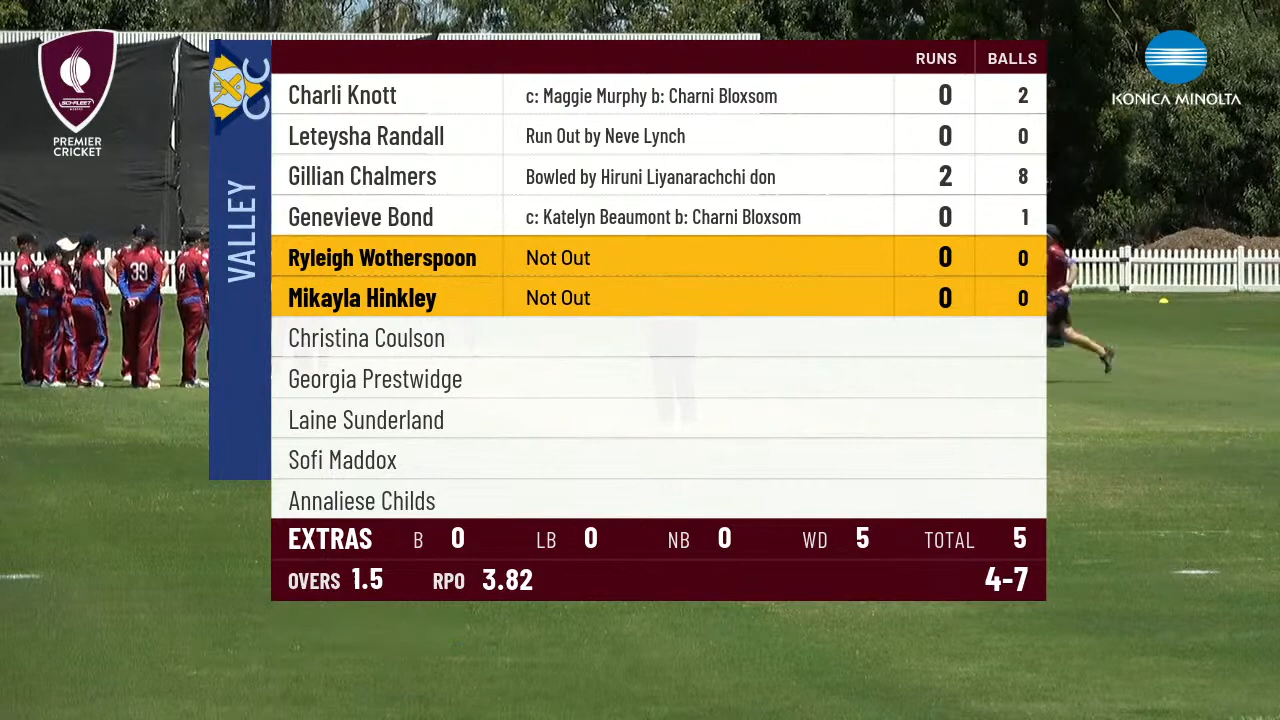 RUNS BALLS
Charli Knott c: Maggie Murphy b: Charni Bloxsom 0 2
Leteysha Randall Run Out by Neve Lynch 0 0
Gillian Chalmers Bowled by Hiruni Liyanarachchi don 2 8
Genevieve Bond c: Katelyn Beaumont b: Charni Bloxsom 0 1
Ryleigh Wotherspoon Not Out 0 0
Mikayla Hinkley Not Out 0 0
Christina Coulson
Georgia Prestwidge
Laine Sunderland
Sofi Maddox
Annaliese Childs
EXTRAS B 0 LB 0 NB 0 WD 5 TOTAL 5
OVERS 1.5 RPO 3.82 4-7
VALLEY
CC
PREMIER
CRICKET
KONICA MINOLTA
39
8